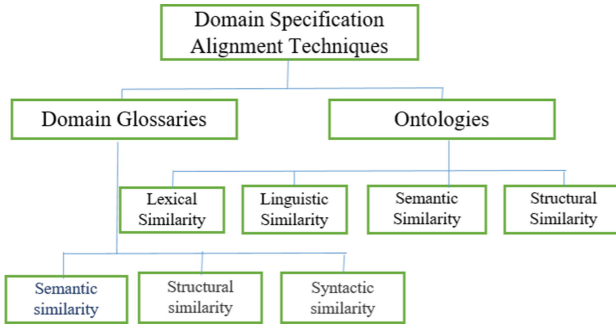 Domain Specification
Alignment Techniques
Domain Glossaries
Ontologies
Lexical
Similarity
Linguistic
Similarity
Semantic
Similarity
Structural
Similarity
Semantic
similarity
Structural
similarity
Syntactic
similarity